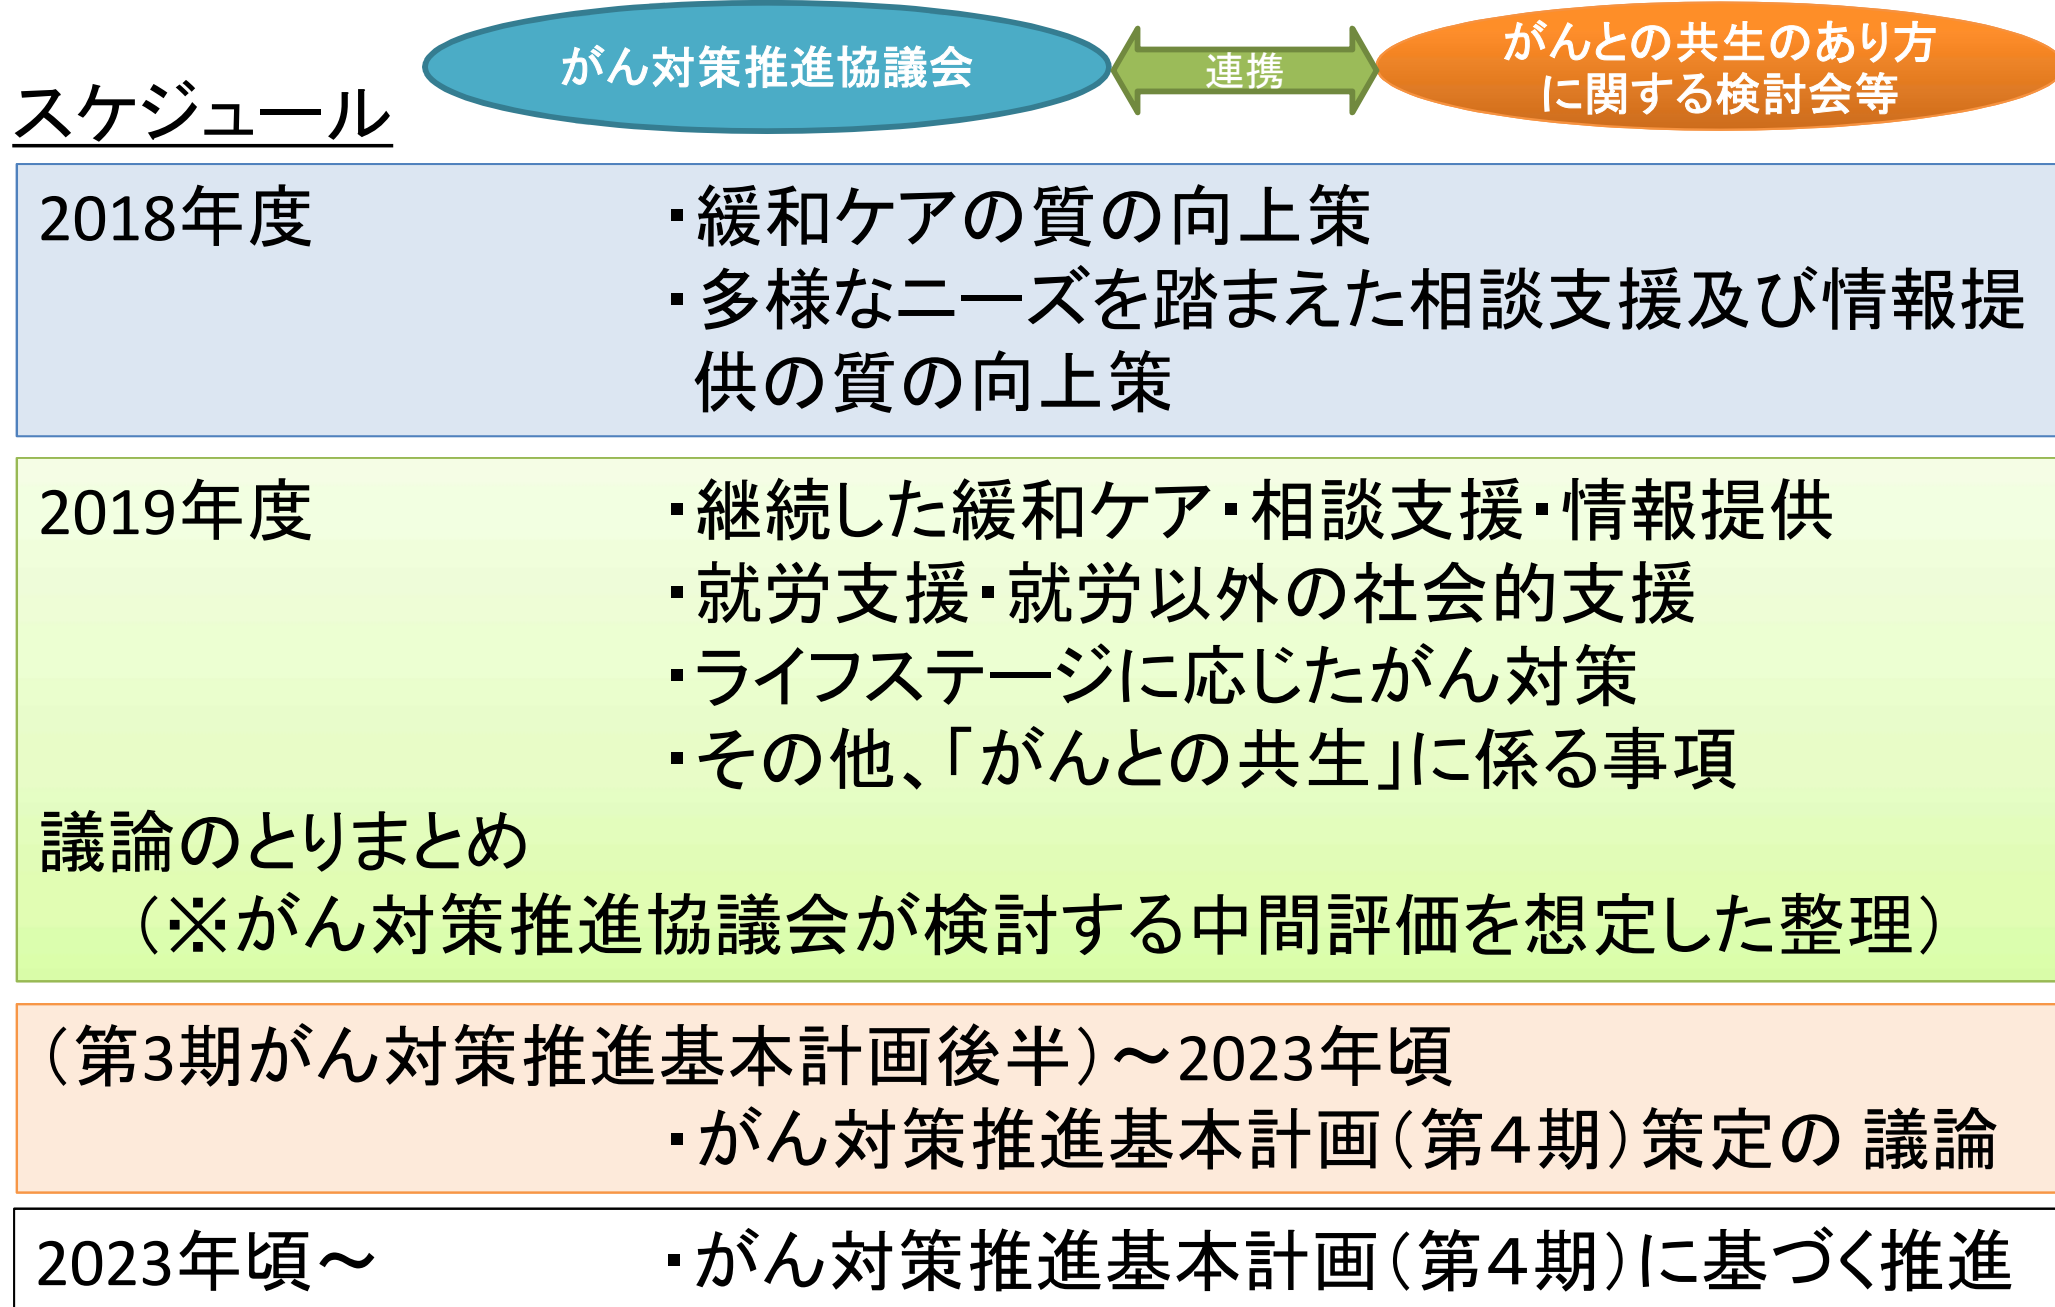 がん対策推進協議会
連携
がんとの共生のあり方
に関する検討会等
スケジュール
2018年度 ・緩和ケアの質の向上策
・多様なニーズを踏まえた相談支援及び情報提
供の質の向上策
2019年度 ・継続した緩和ケア・相談支援・情報提供
・就労支援・就労以外の社会的支援
・ライフステージに応じたがん対策
・その他、「がんとの共生」に係る事項
議論のとりまとめ
（※がん対策推進協議会が検討する中間評価を想定した整理）
（第3期がん対策推進基本計画後半）～2023年頃
・がん対策推進基本計画（第４期）策定の 議論
2023年頃～ ・がん対策推進基本計画（第４期）に基づく推進